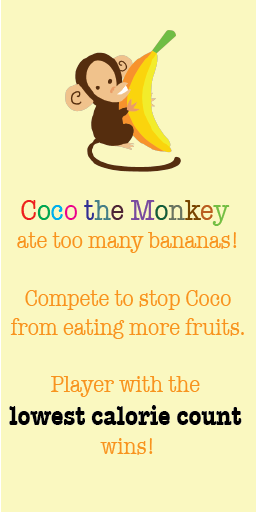 Coco the Monkey
ate too many bananas!
Compete to stop Coco
from eating more fruits.
Player with the
lowest calorie count
wins!